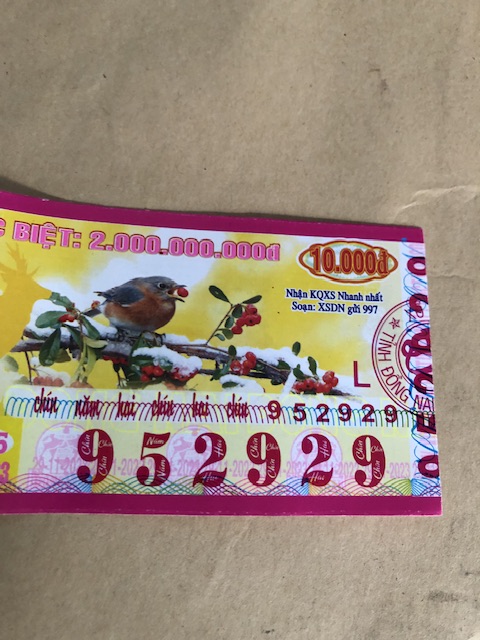 C BIỆT: 2.000.000.000đ
10.000đ
Nhận KQXS Nhanh nhất
Soạn: XSDN gửi 997
L
TỈNH ĐỒNG NA
chín năm hai chín hai chín 952929
952929